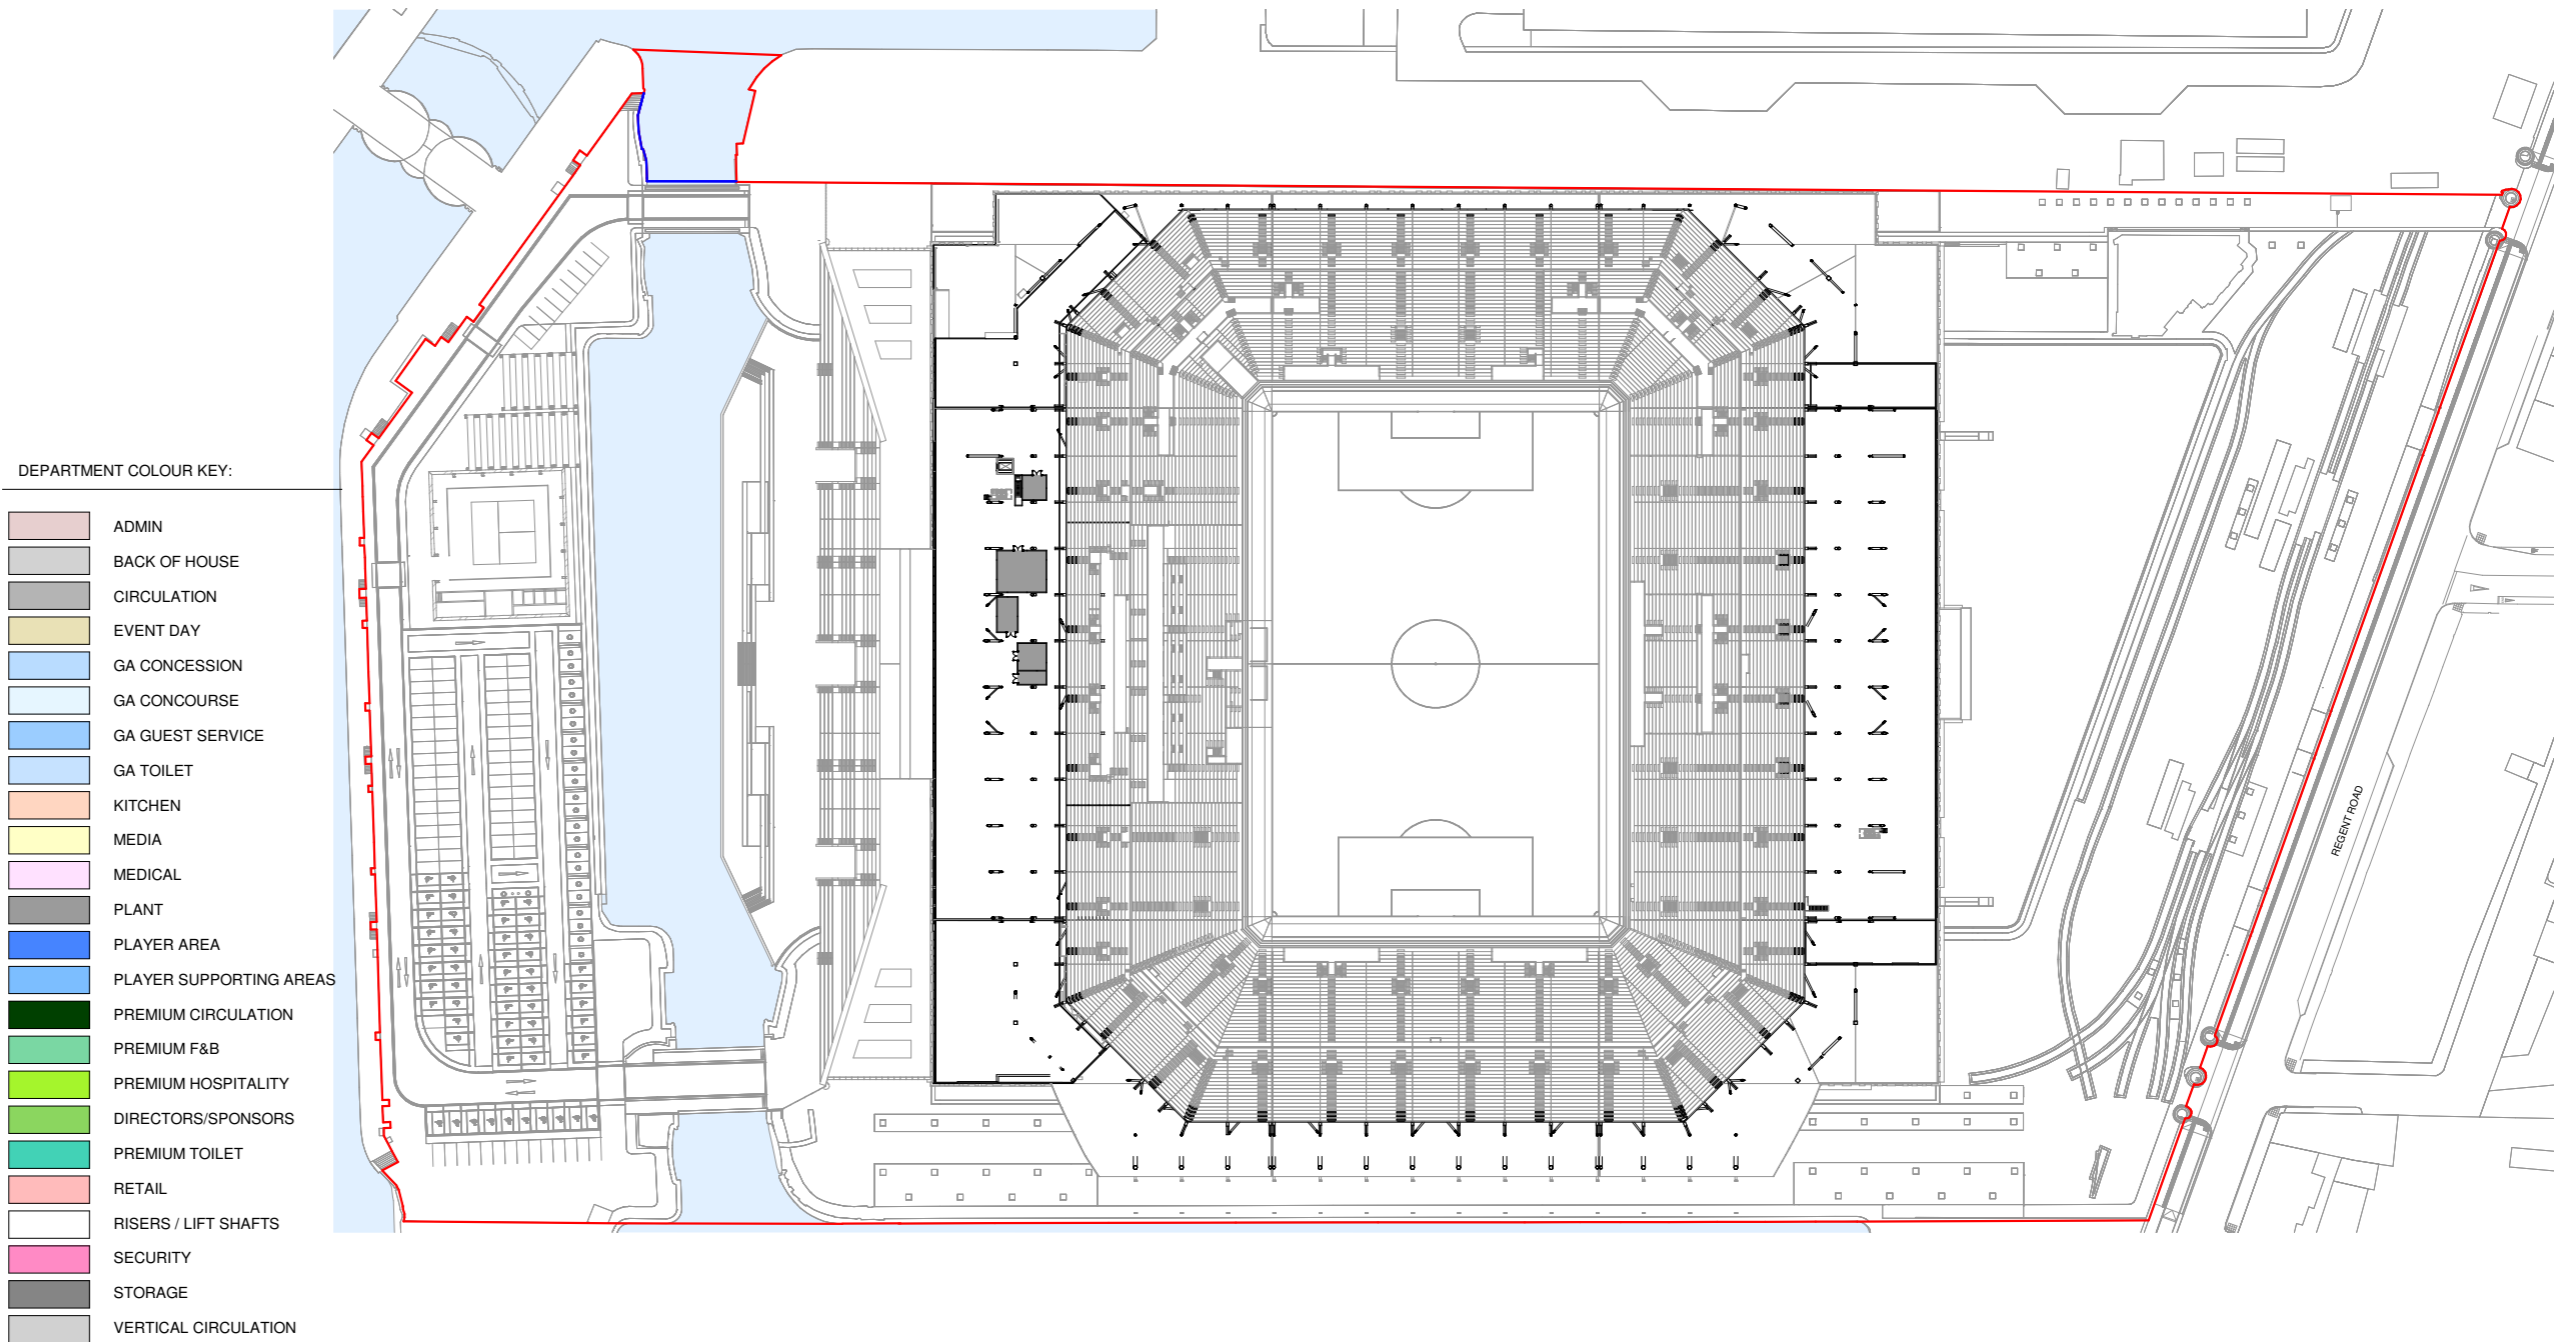 DEPARTMENT COLOUR KEY:
ADMIN
BACK OF HOUSE
CIRCULATION
EVENT DAY
GA CONCESSION
GA CONCOURSE
GA GUEST SERVICE
GA TOILET
KITCHEN
MEDIA
MEDICAL
PLANT
PLAYER AREA
PLAYER SUPPORTING AREAS
PREMIUM CIRCULATION
PREMIUM F&B
PREMIUM HOSPITALITY
DIRECTORS/SPONSORS
PREMIUM TOILET
RETAIL
RISERS / LIFT SHAFTS
SECURITY
STORAGE
VERTICAL CIRCULATION
REGENT ROAD